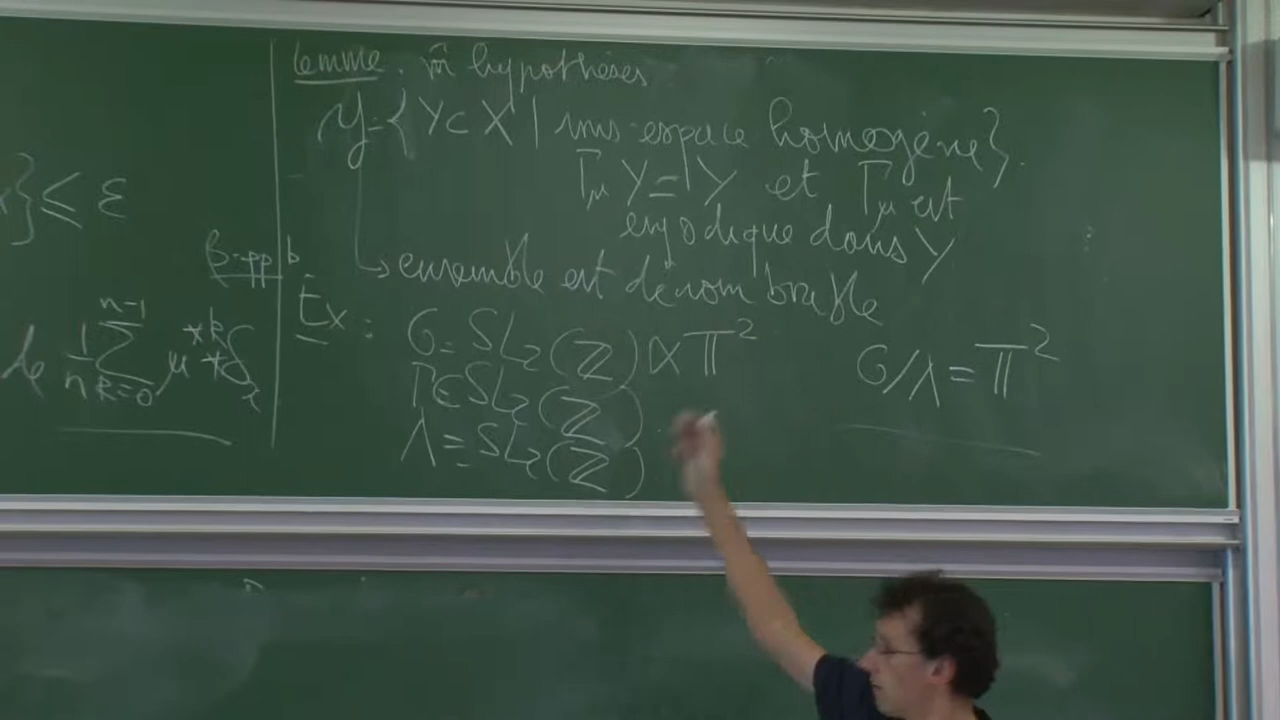 } ≤ ε
β-pp b
de 1/n ∑_{k=0}^{n-1} μ^{*k} * δ_x
Lemme. m̂ hypothèses
𝒴 = { Y ⊂ X | sous-espace homogène}.
Γ_μ Y = Y et Γ_μ est
ergodique dans Y
↳ ensemble est dénombrable
Ex : G = SL₂(ℤ) ⋉ 𝕋²
G/Λ = 𝕋²
Γ ⊂ SL₂(ℤ)
Λ = SL₂(ℤ)